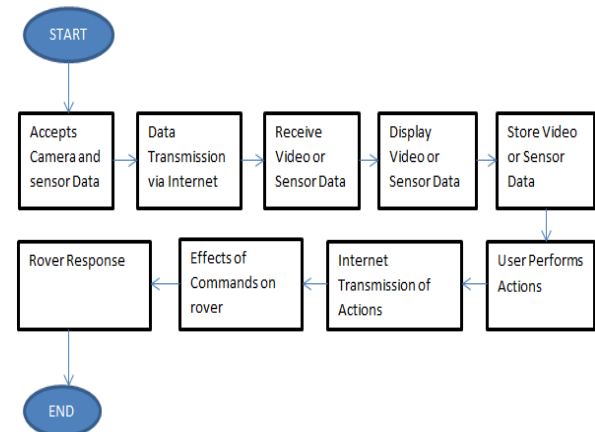 START
Accepts
Camera and
sensor Data
Data
Transmission
via Internet
Receive
Video or
Sensor Data
Display
Video or
Sensor Data
Store Video
or Sensor
Data
User Performs
Actions
Internet
Transmission of
Actions
Effects of
Commands on
rover
Rover Response
END